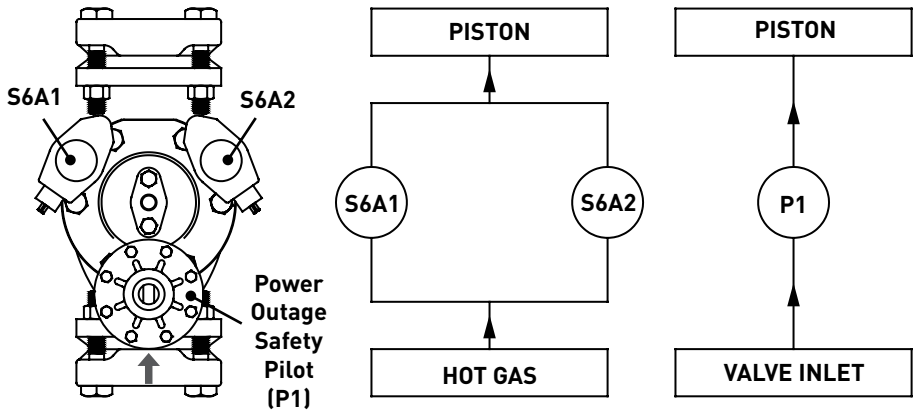 S6A1
S6A2
Power
Outage
Safety
Pilot
(P1)
PISTON
S6A1
S6A2
HOT GAS
PISTON
P1
VALVE INLET